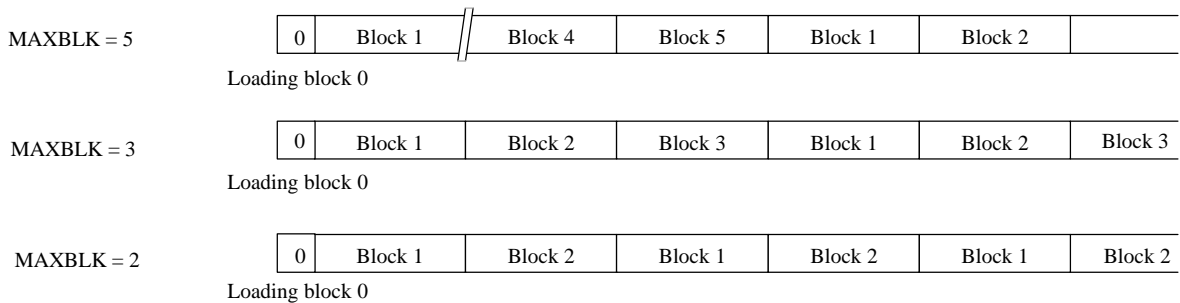 MAXBLK = 5 0 Block 1 Block 4 Block 5 Block 1 Block 2
Loading block 0
MAXBLK = 3 0 Block 1 Block 2 Block 3 Block 1 Block 2 Block 3
Loading block 0
MAXBLK = 2 0 Block 1 Block 2 Block 1 Block 2 Block 1 Block 2
Loading block 0